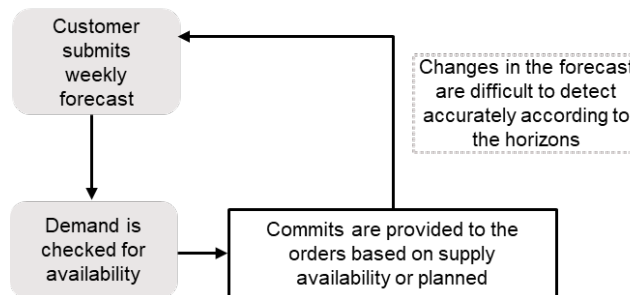 Customer
submits
weekly
forecast
Changes in the forecast
are difficult to detect
accurately according to
the horizons
Demand is
checked for
availability
Commits are provided to the
orders based on supply
availability or planned